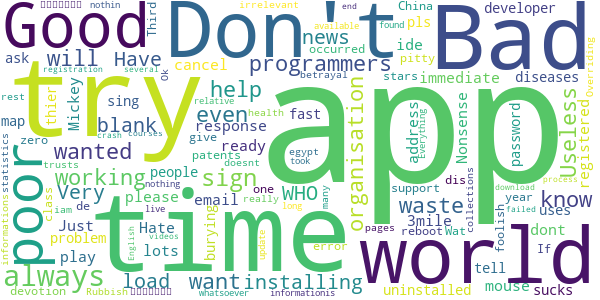 Good
Don't
Bad
try
app
time
world
poor
nothin
Third
irrelevant
available
found
end
China
pls
developer
Have
news
occurred
ide
pitty
Overriding
ask
will
cancel
programmers
betrayal
stars
immediate
diseases
registration
several
Ok
rest
map
thier
Mickey
sing
help
even
relative
health
blank
response
fast
organisation
address
Everything
Nonsense
password
Useless
registered
zero
crash
courses
give
wanted
patents
ready
egypt
took
doesnt
statistics
trusts
working
nothing
people
sign
WHO
one
support
dis
collections
year
know
Very
please
email
really
many
waste
uses
class
iam
de
live
burying
long
3mile
foolish
dont
Just
Hate
English
videos
error
pages
reboot
Wat
download
failed
If
process
informations
problem
play
lots
update
want
installing
tell
mouse
always
load
devotion
Rubbish
whatsoever
informationis
uninstalled
sucks